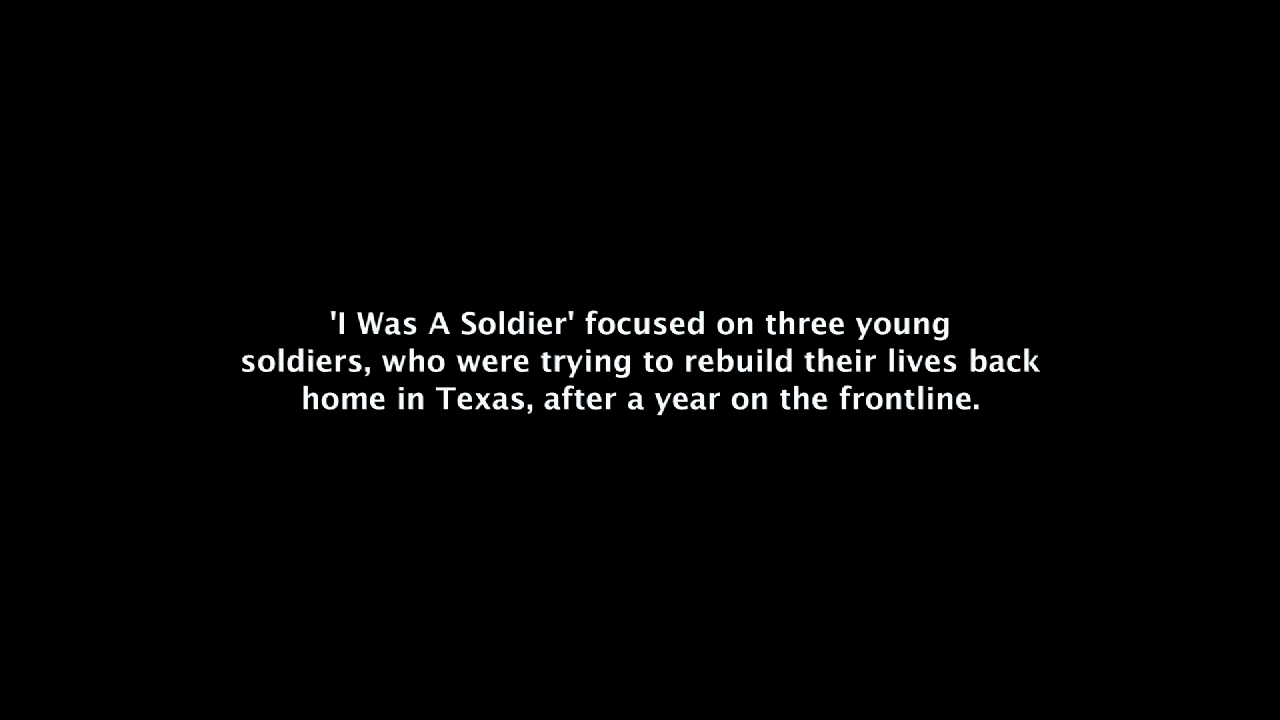 'I Was A Soldier' focused on three young
soldiers, who were trying to rebuild their lives back
home in Texas, after a year on the frontline.